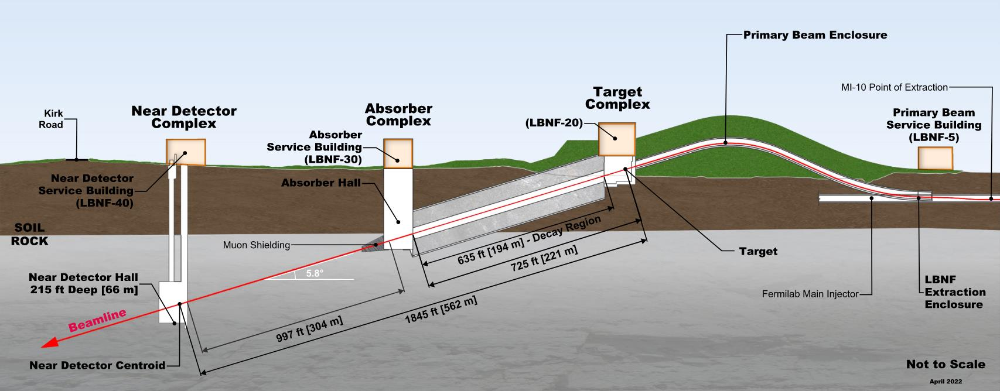 Primary Beam Enclosure
MI-10 Point of Extraction
Target
Complex
(LBNF-20)
Primary Beam
Service Building
(LBNF-5)
Absorber
Complex
Absorber
Service Building
(LBNF-30)
Absorber Hall
Near Detector
Complex
Kirk
Road
Near Detector
Service Building
(LBNF-40)
SOIL
ROCK
Muon Shielding
635 ft [194 m] - Decay Region
725 ft [221 m]
Target
5.8°
Near Detector Hall
215 ft Deep [66 m]
Beamline
997 ft [304 m]
1845 ft [562 m]
Fermilab Main Injector
LBNF
Extraction
Enclosure
Near Detector Centroid
Not to Scale
April 2022